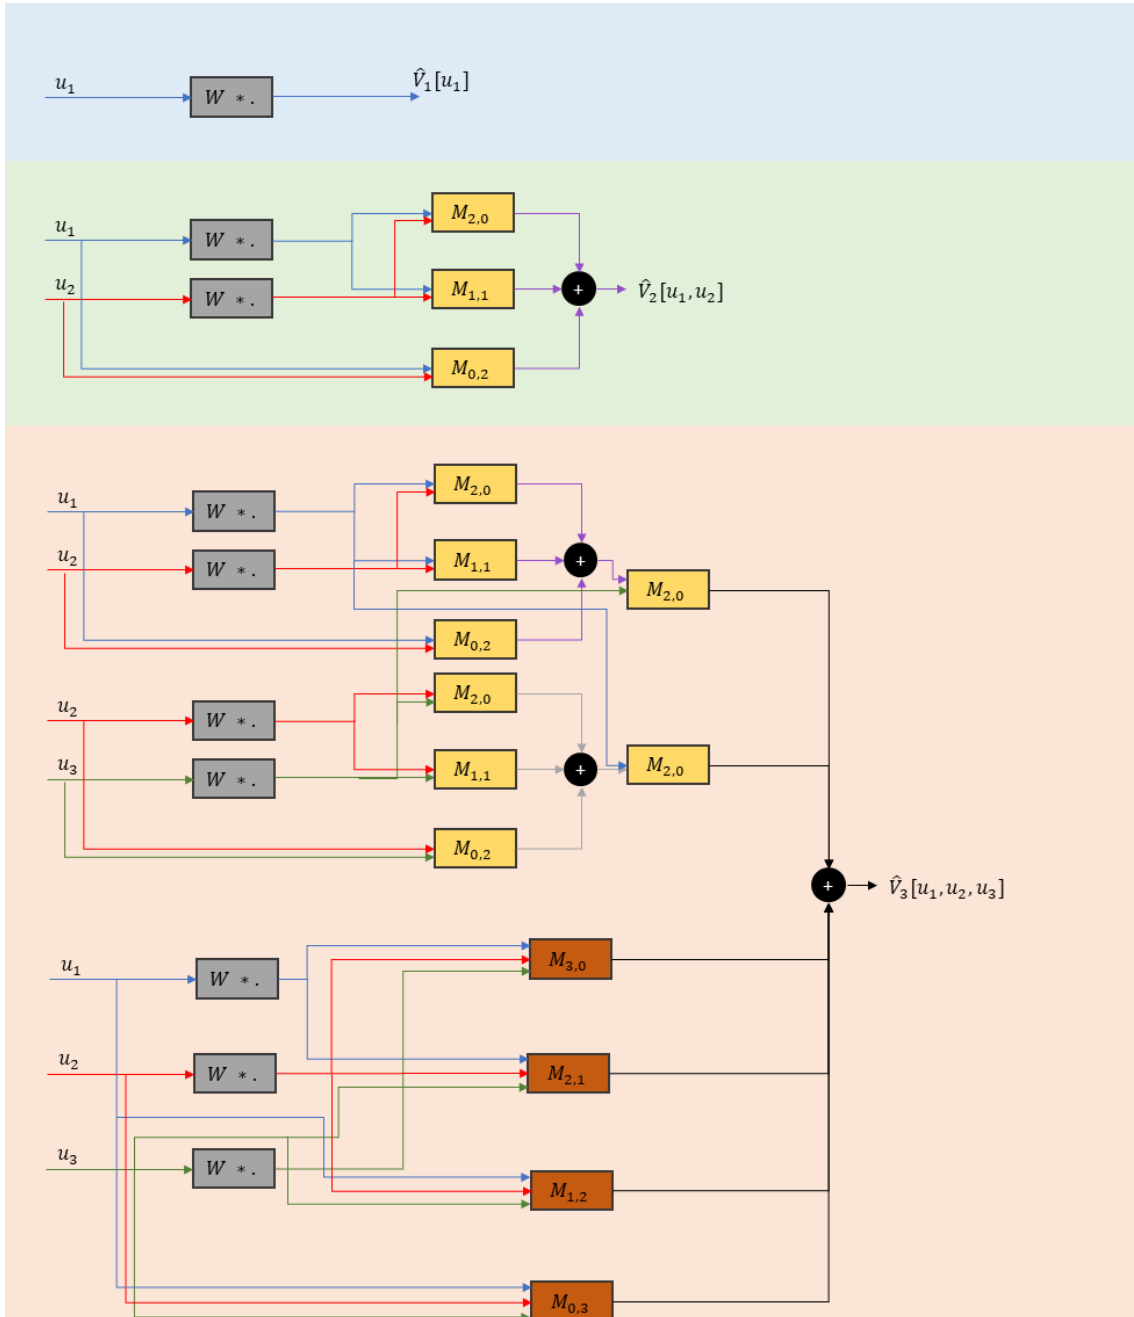 u₁ W ∗ . V̂₁[u₁]
M₂,₀
u₁ W ∗ .
u₂ W ∗ . M₁,₁ + V̂₂[u₁, u₂]
M₀,₂
M₂,₀
u₁ W ∗ .
u₂ W ∗ . M₁,₁ +
M₂,₀
M₀,₂
M₂,₀
u₂ W ∗ .
u₃ W ∗ . M₁,₁ + M₂,₀
M₀,₂
+ V̂₃[u₁, u₂, u₃]
M₃,₀
u₁ W ∗ .
u₂ W ∗ . M₂,₁
u₃ W ∗ .
M₁,₂
M₀,₃